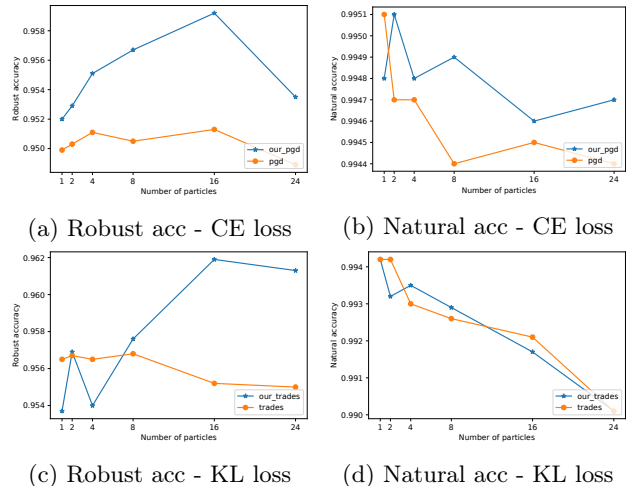 0.958
0.956
0.954
0.952
0.950
Robust accuracy
our_pgd
pgd
1 2 4 8 16 24
Number of particles
(a) Robust acc - CE loss
0.9951
0.9950
0.9949
0.9948
0.9947
0.9946
0.9945
0.9944
Natural accuracy
our_pgd
pgd
1 2 4 8 16 24
Number of particles
(b) Natural acc - CE loss
0.962
0.960
0.958
0.956
0.954
Robust accuracy
our_trades
trades
1 2 4 8 16 24
Number of particles
(c) Robust acc - KL loss
0.994
0.993
0.992
0.991
0.990
Natural accuracy
our_trades
trades
1 2 4 8 16 24
Number of particles
(d) Natural acc - KL loss